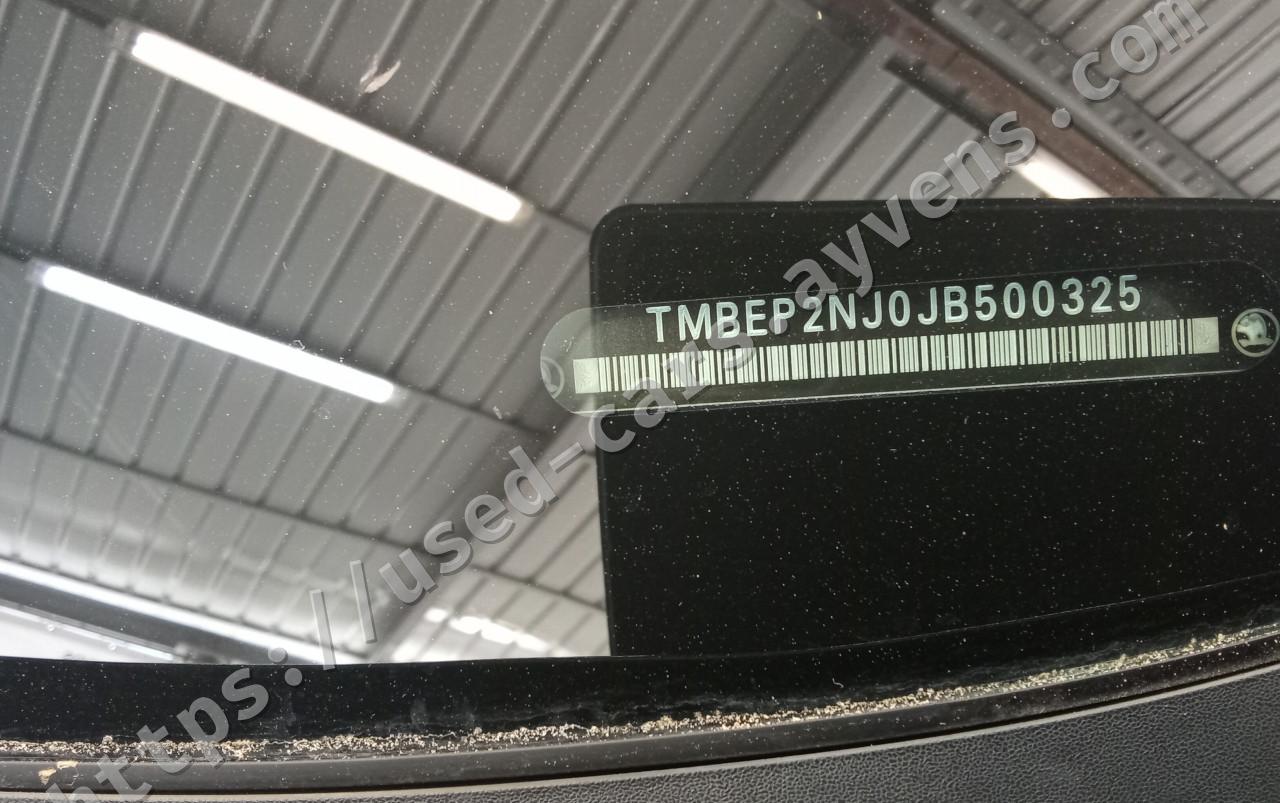 TMBEP2NJ0JB500325
https://used-cars.ayvens.com